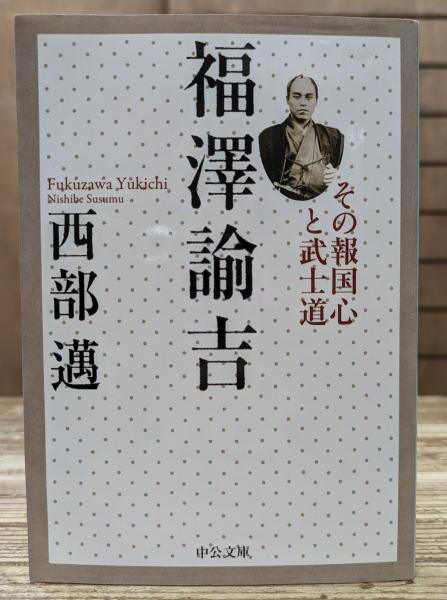 福澤諭吉
その報国心
と武士道
Fukuzawa Yukichi
Nishibe Susumu
西部邁
中公文庫